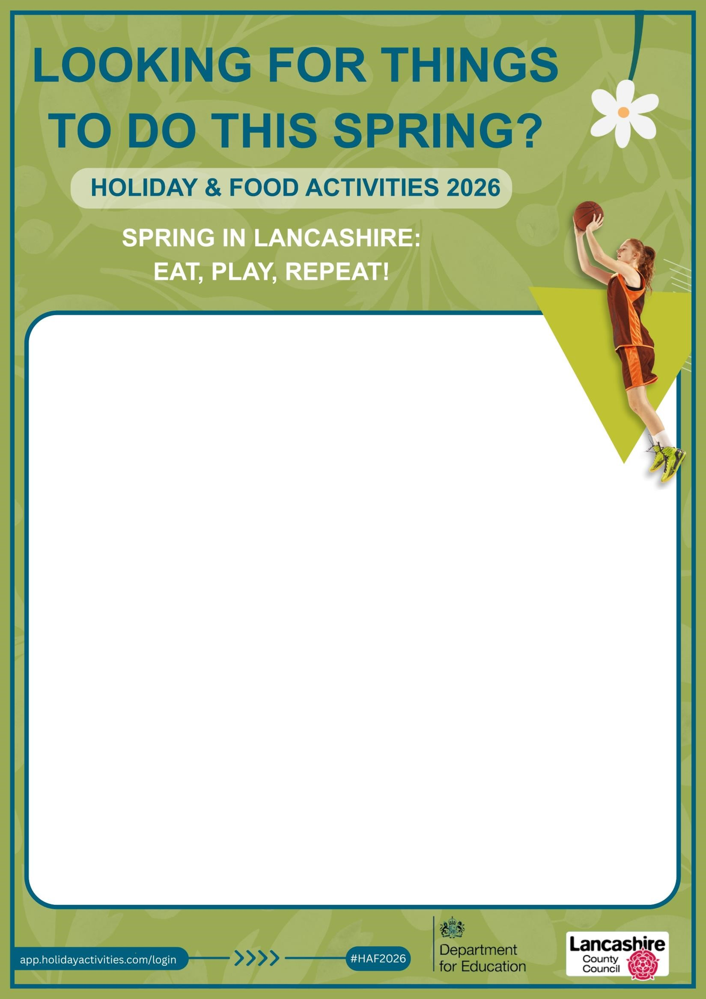 LOOKING FOR THINGS
TO DO THIS SPRING?
HOLIDAY & FOOD ACTIVITIES 2026
SPRING IN LANCASHIRE:
EAT, PLAY, REPEAT!
app.holidayactivities.com/login
#HAF2026
Department
for Education
Lancashire
County
Council